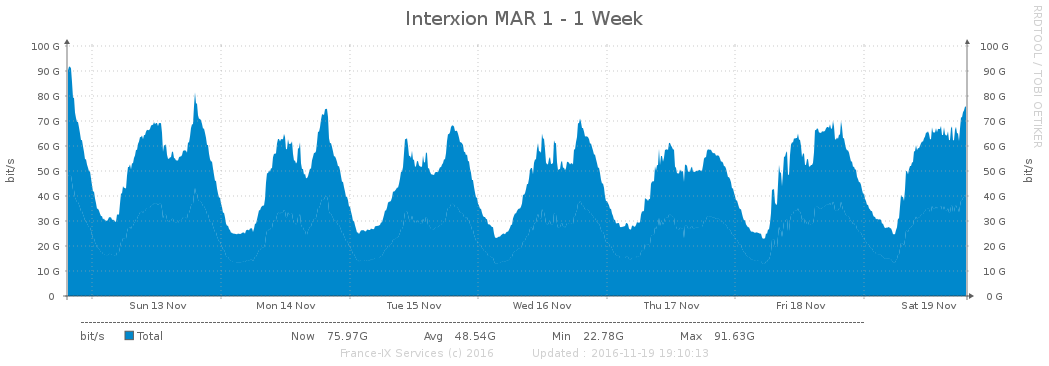 Interxion MAR 1 - 1 Week
RRDTOOL / TOBI OETIKER
bit/s
100 G 100 G
90 G 90 G
80 G 80 G
70 G 70 G
60 G 60 G
50 G 50 G
40 G 40 G
30 G 30 G
20 G 20 G
10 G 10 G
0 0 G
bit/s
Sun 13 Nov Mon 14 Nov Tue 15 Nov Wed 16 Nov Thu 17 Nov Fri 18 Nov Sat 19 Nov
bit/s Total Now 75.97G Avg 48.54G Min 22.78G Max 91.63G
France-IX Services (c) 2016 Updated : 2016-11-19 19:10:13